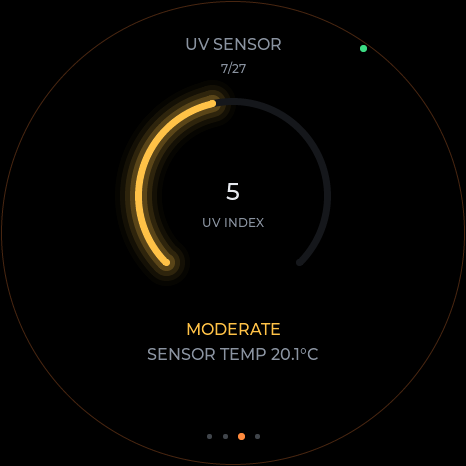 UV SENSOR
7/27
5
UV INDEX
MODERATE
SENSOR TEMP 20.1°C